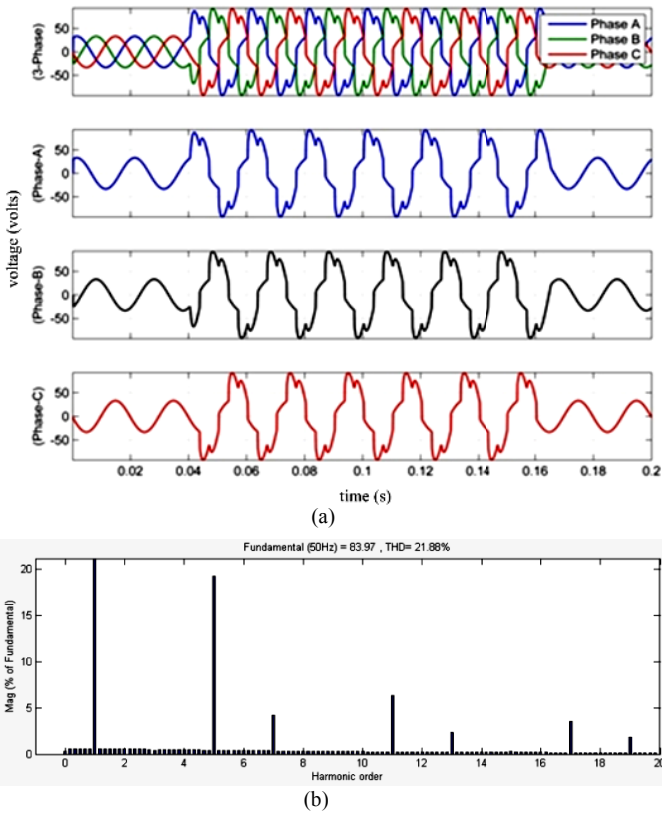 (a)
(3-Phase)
50
0
-50
Phase A
Phase B
Phase C
voltage (volts)
(Phase-A)
50
0
-50
(Phase-B)
50
0
-50
(Phase-C)
50
0
-50
0.02 0.04 0.06 0.08 0.1 0.12 0.14 0.16 0.18 0.2
time (s)
(a)
Fundamental (50Hz) = 83.97 , THD= 21.88%
Mag (% of Fundamental)
20
15
10
5
0
0 2 4 6 8 10 12 14 16 18 20
Harmonic order
(b)